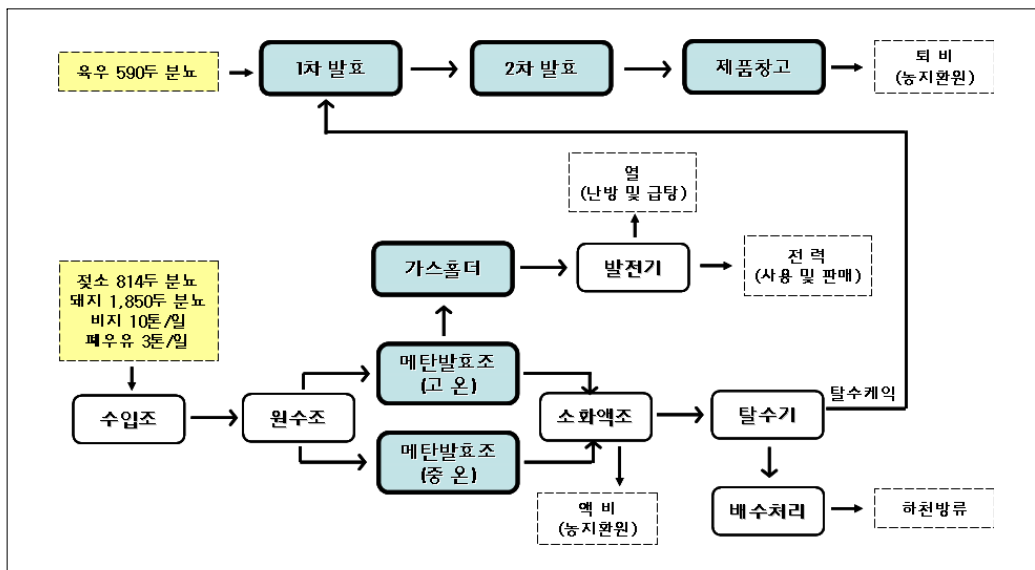 육우 590두 분뇨
1차 발효
2차 발효
제품창고
퇴 비
(농지환원)
열
(난방 및 급탕)
가스홀더
발전기
전 력
(사용 및 판매)
젖소 814두 분뇨
돼지 1,850두 분뇨
비지 10톤/일
폐우유 3톤/일
메탄발효조
(고 온)
수입조
원수조
소화액조
탈수기
탈수케익
메탄발효조
(중 온)
액 비
(농지환원)
배수처리
하천방류